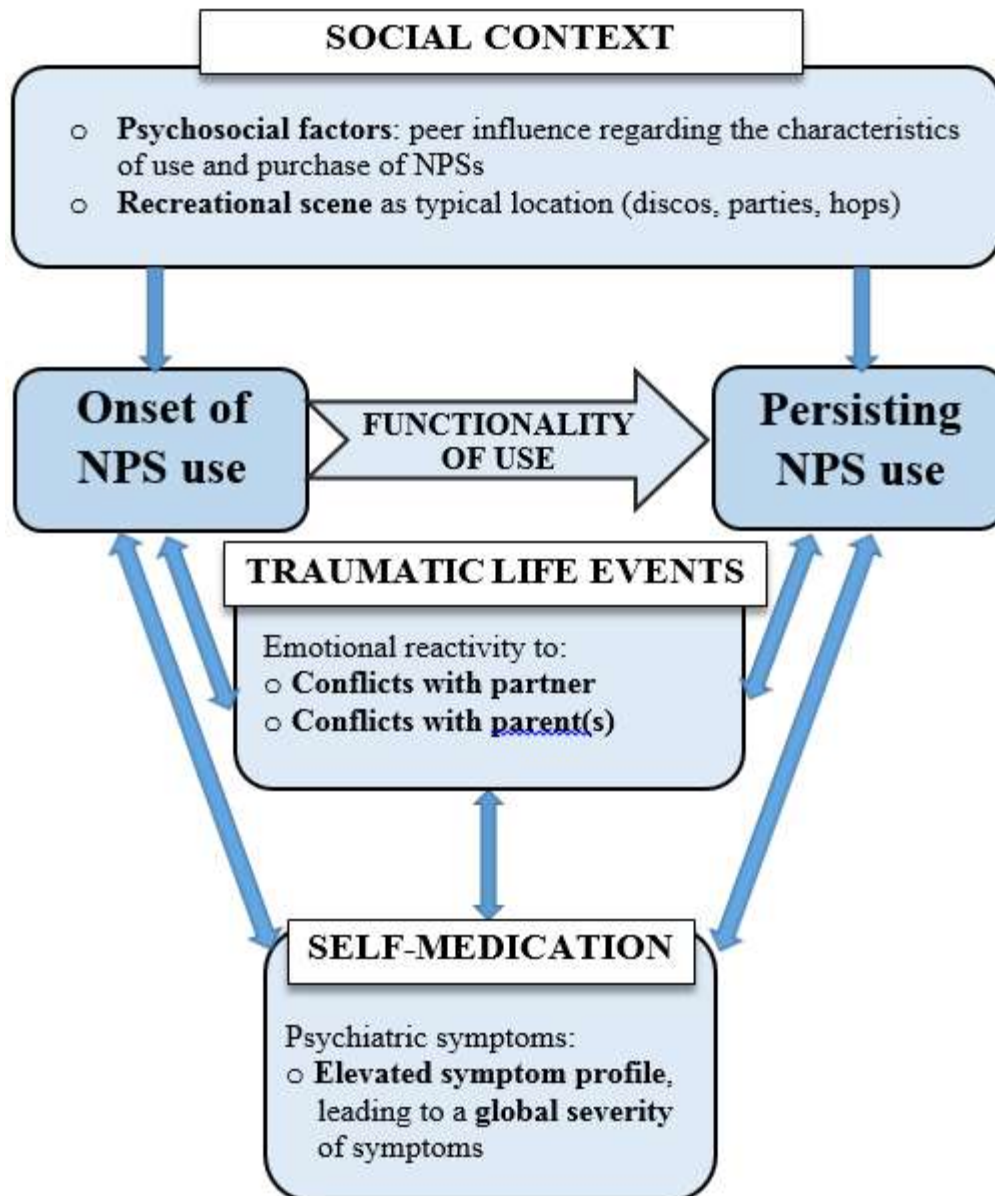 SOCIAL CONTEXT
o Psychosocial factors: peer influence regarding the characteristics
of use and purchase of NPSs
o Recreational scene as typical location (discos, parties, hops)
Onset of
NPS use
FUNCTIONALITY
OF USE
Persisting
NPS use
TRAUMATIC LIFE EVENTS
Emotional reactivity to:
o Conflicts with partner
o Conflicts with parent(s)
SELF-MEDICATION
Psychiatric symptoms:
o Elevated symptom profile,
leading to a global severity
of symptoms